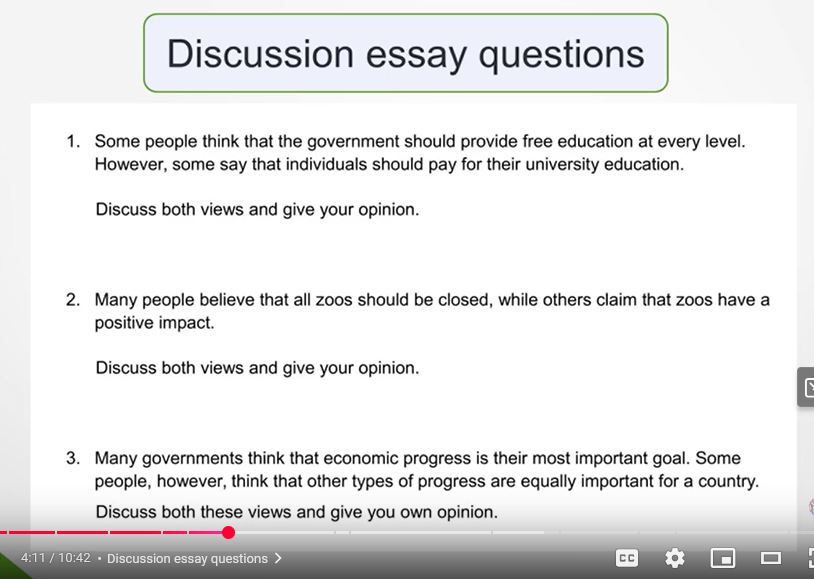 Discussion essay questions
1. Some people think that the government should provide free education at every level.
However, some say that individuals should pay for their university education.
Discuss both views and give your opinion.
2. Many people believe that all zoos should be closed, while others claim that zoos have a
positive impact.
Discuss both views and give your opinion.
3. Many governments think that economic progress is their most important goal. Some
people, however, think that other types of progress are equally important for a country.
Discuss both these views and give you own opinion.
4:11 / 10:42 • Discussion essay questions
CC